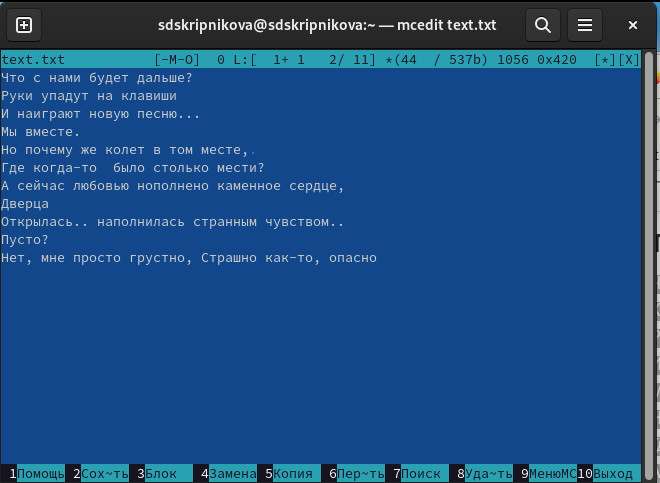 sdskripnikova@sdskripnikova:~ — mcedit text.txt
text.txt [-M-O] 0 L:[ 1+ 1 2/ 11] *(44 / 537b) 1056 0x420 [*][X]
Что с нами будет дальше?
Руки упадут на клавиши
И наиграют новую песню...
Мы вместе.
Но почему же колет в том месте,.
Где когда-то  было столько мести?
А сейчас любовью нополнено каменное сердце,
Дверца
Открылась.. наполнилась странным чувством..
Пусто?
Нет, мне просто грустно, Страшно как-то, опасно
1Помощь 2Сох~ть 3Блок 4Замена 5Копия 6Пер~ть 7Поиск 8Уда~ть 9МенюMC 10Выход